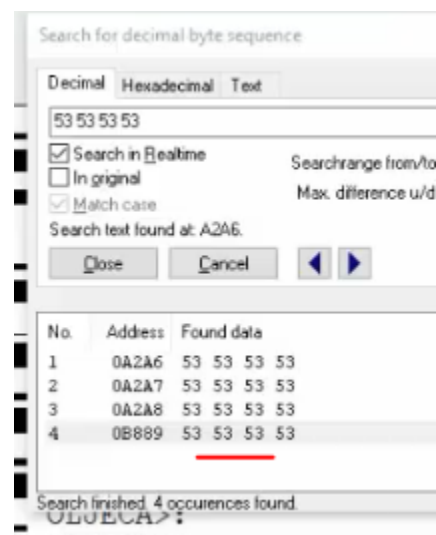 Search for decimal byte sequence
Decimal Hexadecimal Text
53 53 53 53
Search in Realtime
In original
Match case
Searchrange from/to
Max. difference u/d
Search text found at: A2A6.
Close Cancel
No. Address Found data
1 0A2A6 53 53 53 53
2 0A2A7 53 53 53 53
3 0A2A8 53 53 53 53
4 0B889 53 53 53 53
Search finished. 4 occurences found.